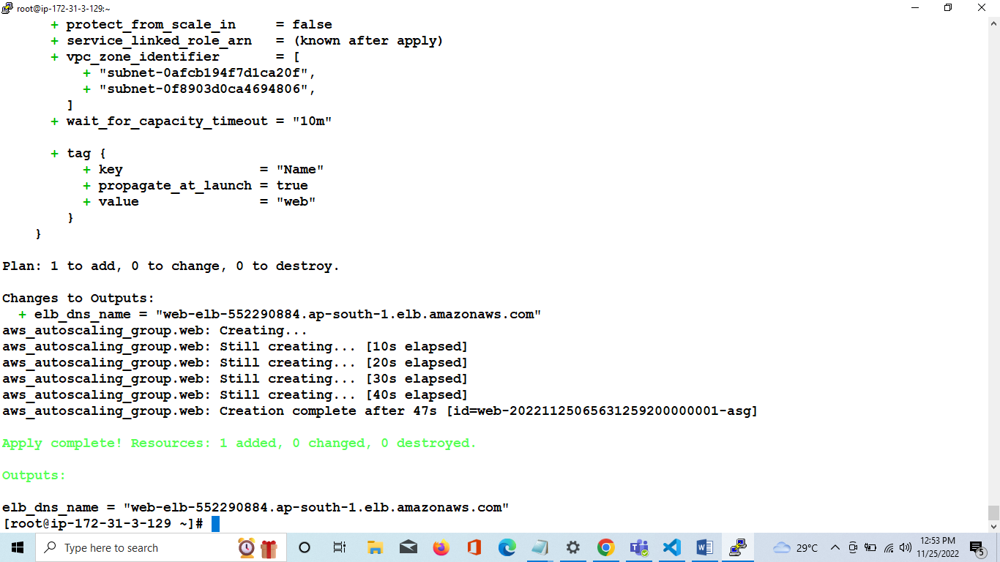 root@ip-172-31-3-129:~
+ protect_from_scale_in     = false
+ service_linked_role_arn   = (known after apply)
+ vpc_zone_identifier       = [
+ "subnet-0afcb194f7d1ca20f",
+ "subnet-0f8903d0ca4694806",
]
+ wait_for_capacity_timeout = "10m"
+ tag {
+ key                 = "Name"
+ propagate_at_launch = true
+ value               = "web"
}
}
Plan: 1 to add, 0 to change, 0 to destroy.
Changes to Outputs:
+ elb_dns_name = "web-elb-552290884.ap-south-1.elb.amazonaws.com"
aws_autoscaling_group.web: Creating...
aws_autoscaling_group.web: Still creating... [10s elapsed]
aws_autoscaling_group.web: Still creating... [20s elapsed]
aws_autoscaling_group.web: Still creating... [30s elapsed]
aws_autoscaling_group.web: Still creating... [40s elapsed]
aws_autoscaling_group.web: Creation complete after 47s [id=web-20221125065631259200000001-asg]
Apply complete! Resources: 1 added, 0 changed, 0 destroyed.
Outputs:
elb_dns_name = "web-elb-552290884.ap-south-1.elb.amazonaws.com"
[root@ip-172-31-3-129 ~]#
Type here to search
29°C
12:53 PM
11/25/2022
5